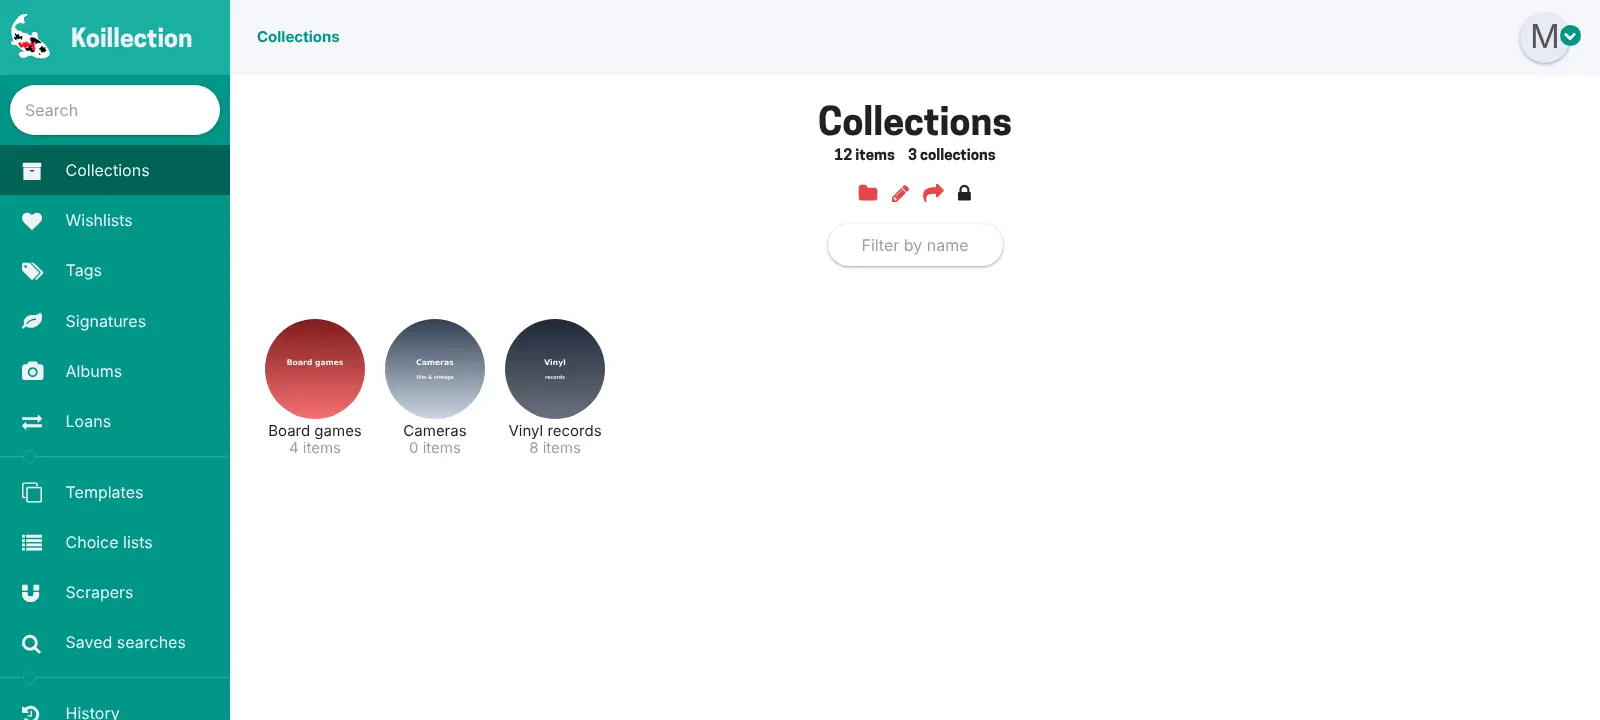 Koillection
Collections
M
Search
Collections
Wishlists
Tags
Signatures
Albums
Loans
Templates
Choice lists
Scrapers
Saved searches
History
Collections
12 items 3 collections
Filter by name
Board games
Cameras
film & vintage
Vinyl
records
Board games
4 items
Cameras
0 items
Vinyl records
8 items